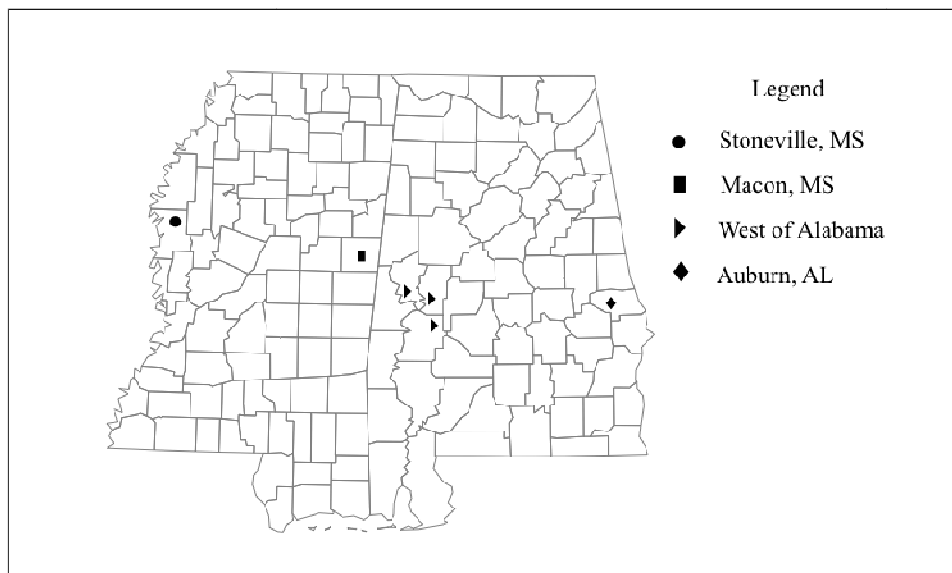 Legend
Stoneville, MS
Macon, MS
West of Alabama
Auburn, AL